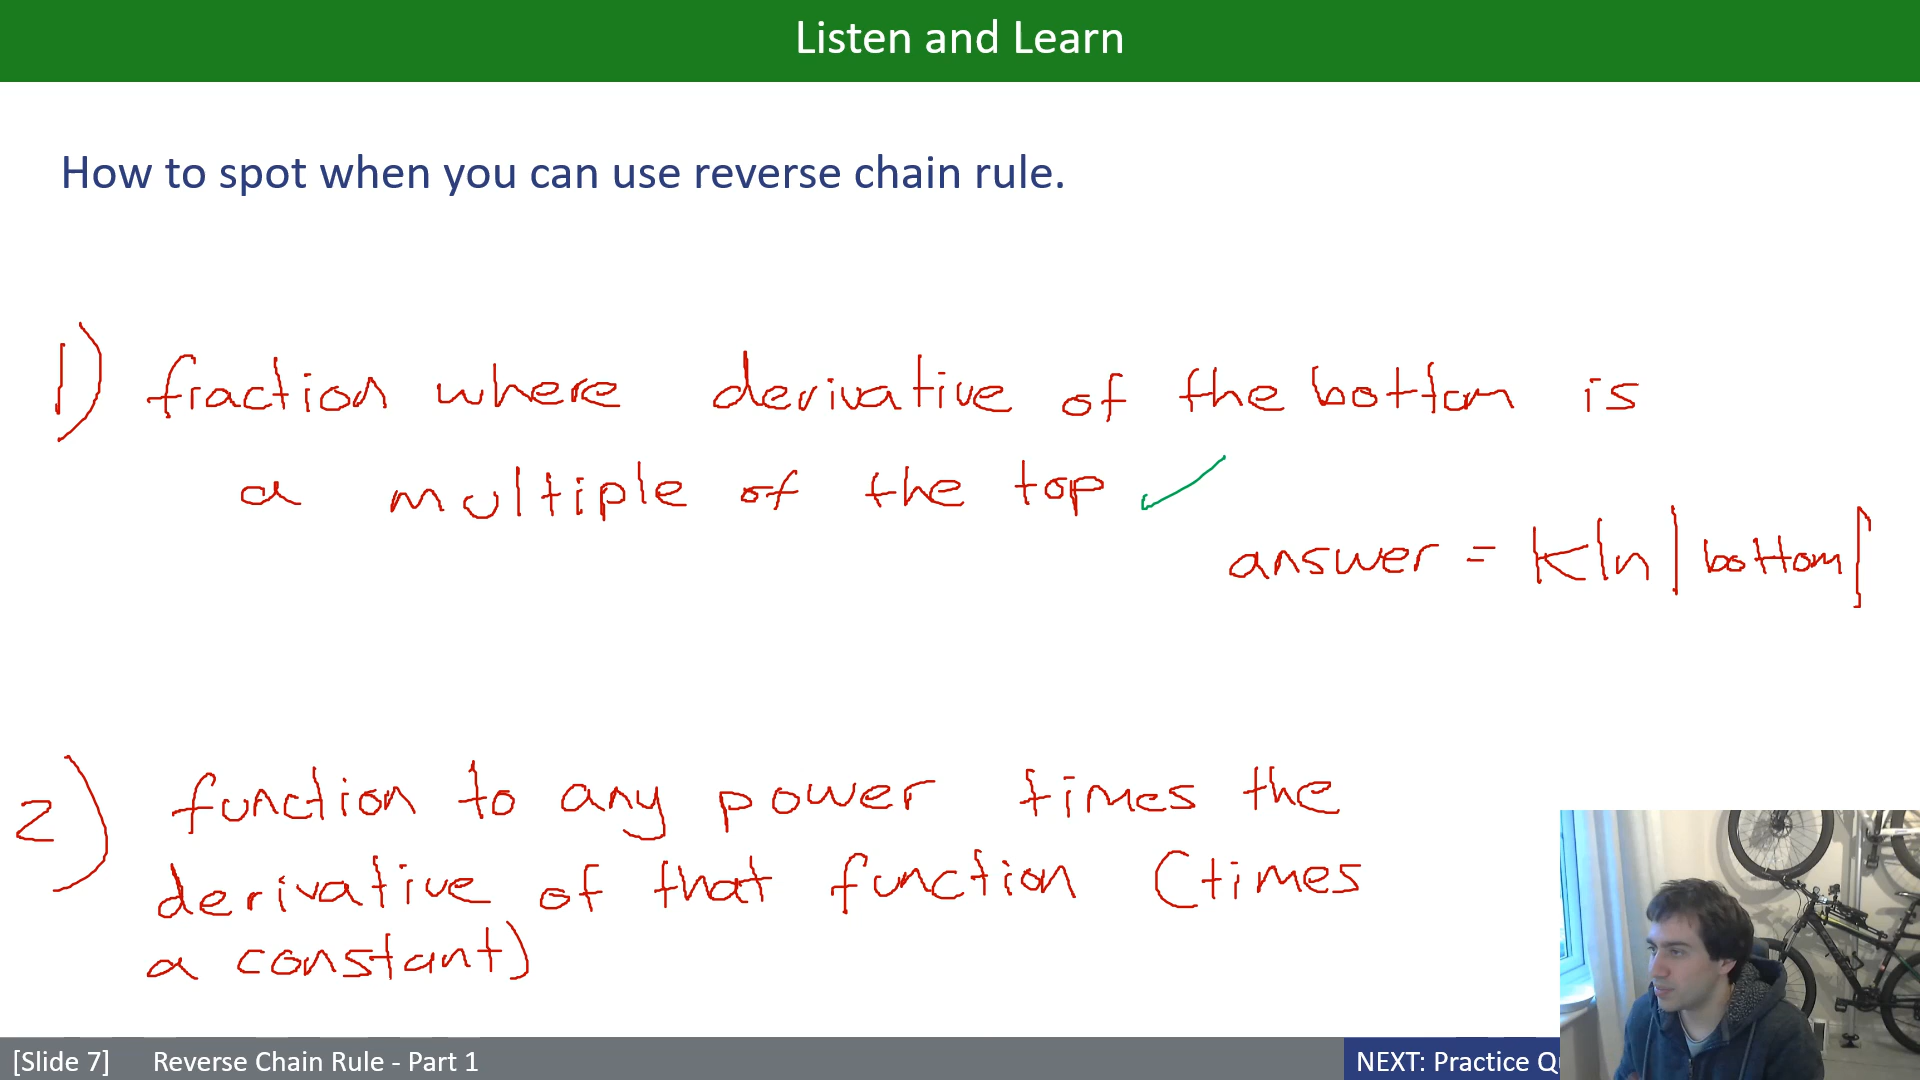 Listen and Learn
How to spot when you can use reverse chain rule.
1) fraction where derivative of the bottom is
a multiple of the top ✓
answer = K ln | bottom |
2) function to any power times the
derivative of that function (times
a constant)
[Slide 7] Reverse Chain Rule - Part 1
NEXT: Practice